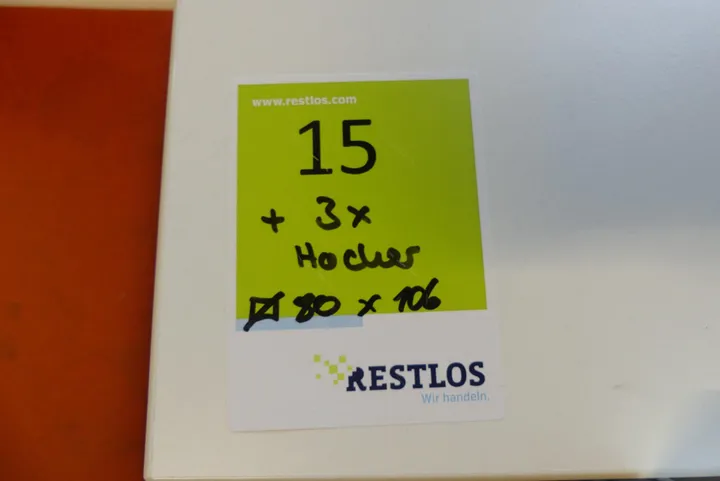 www.restlos.com
15
+ 3x
Hocker
80 x 106
RESTLOS
Wir handeln.